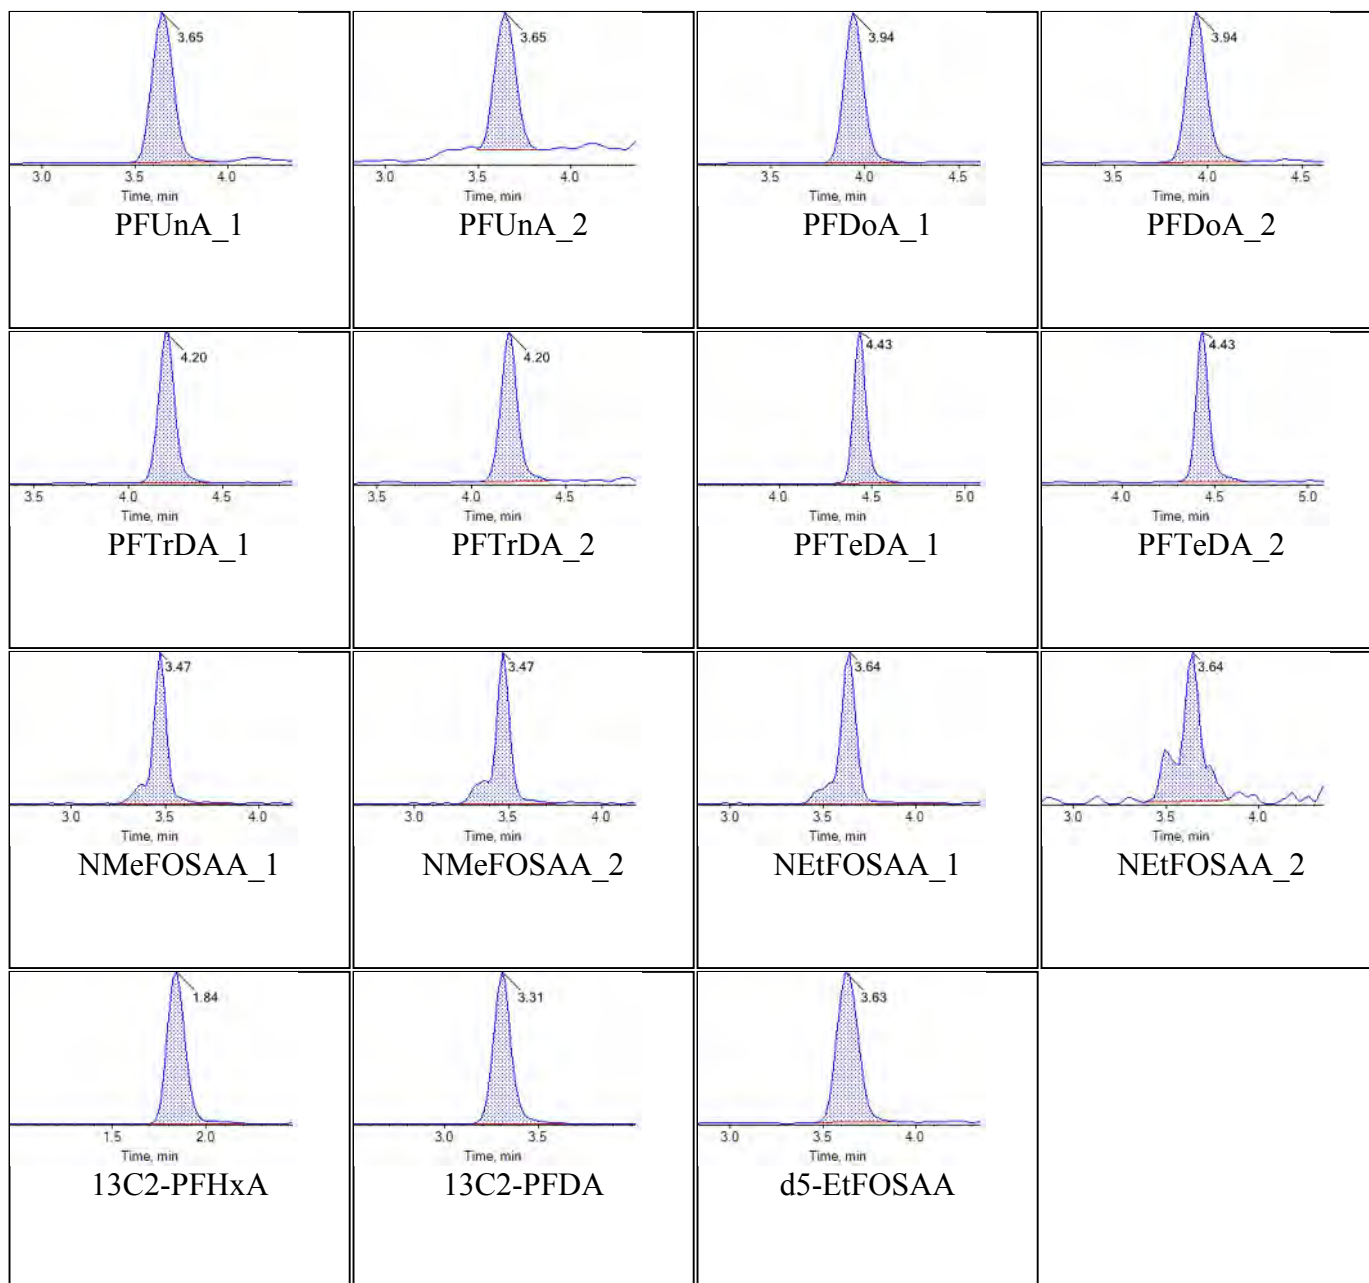 3.65
3.0 3.5 4.0
Time, min
PFUnA_1
3.65
3.0 3.5 4.0
Time, min
PFUnA_2
3.94
3.5 4.0 4.5
Time, min
PFDoA_1
3.94
3.5 4.0 4.5
Time, min
PFDoA_2
4.20
3.5 4.0 4.5
Time, min
PFTrDA_1
4.20
3.5 4.0 4.5
Time, min
PFTrDA_2
4.43
4.0 4.5 5.0
Time, min
PFTeDA_1
4.43
4.0 4.5 5.0
Time, min
PFTeDA_2
3.47
3.0 3.5 4.0
Time, min
NMeFOSAA_1
3.47
3.0 3.5 4.0
Time, min
NMeFOSAA_2
3.64
3.0 3.5 4.0
Time, min
NEtFOSAA_1
3.64
3.0 3.5 4.0
Time, min
NEtFOSAA_2
1.84
1.5 2.0
Time, min
13C2-PFHxA
3.31
3.0 3.5
Time, min
13C2-PFDA
3.63
3.0 3.5 4.0
Time, min
d5-EtFOSAA